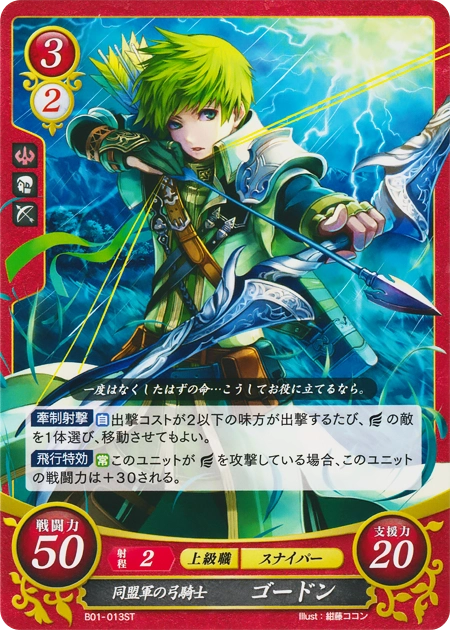 3
2
一度はなくしたはずの命…こうしてお役に立てるなら。
牽制射撃 自 出撃コストが２以下の味方が出撃するたび、の敵
を１体選び、移動させてもよい。
飛行特効 常 このユニットがを攻撃している場合、このユニット
の戦闘力は＋30される。
戦闘力
50
射程 2 上級職 スナイパー
支援力
20
同盟軍の弓騎士 ゴードン
B01-013ST
Illust：紺藤ココン